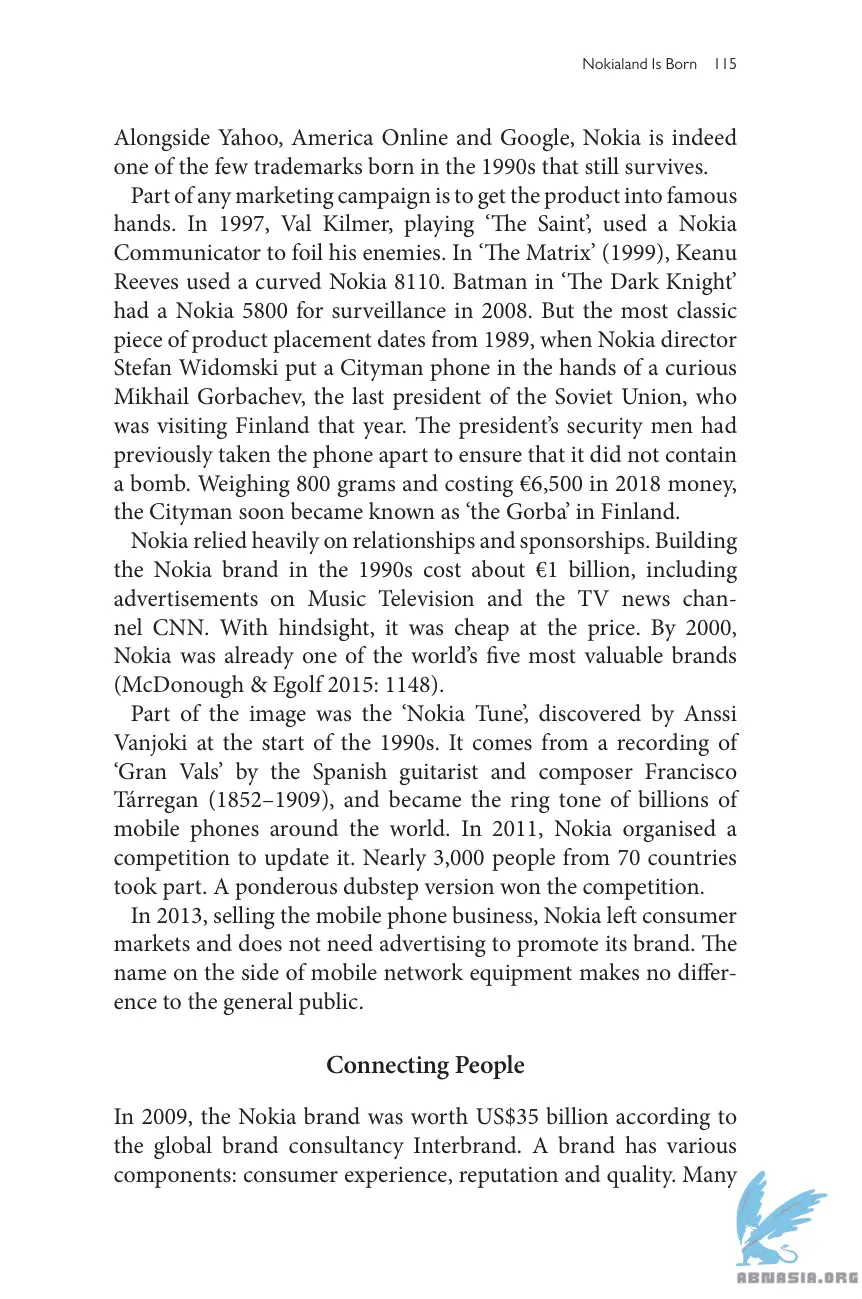 Nokialand Is Born 115
Alongside Yahoo, America Online and Google, Nokia is indeed
one of the few trademarks born in the 1990s that still survives.
Part of any marketing campaign is to get the product into famous
hands. In 1997, Val Kilmer, playing ‘The Saint’, used a Nokia
Communicator to foil his enemies. In ‘The Matrix’ (1999), Keanu
Reeves used a curved Nokia 8110. Batman in ‘The Dark Knight’
had a Nokia 5800 for surveillance in 2008. But the most classic
piece of product placement dates from 1989, when Nokia director
Stefan Widomski put a Cityman phone in the hands of a curious
Mikhail Gorbachev, the last president of the Soviet Union, who
was visiting Finland that year. The president’s security men had
previously taken the phone apart to ensure that it did not contain
a bomb. Weighing 800 grams and costing €6,500 in 2018 money,
the Cityman soon became known as ‘the Gorba’ in Finland.
Nokia relied heavily on relationships and sponsorships. Building
the Nokia brand in the 1990s cost about €1 billion, including
advertisements on Music Television and the TV news chan-
nel CNN. With hindsight, it was cheap at the price. By 2000,
Nokia was already one of the world’s five most valuable brands
(McDonough & Egolf 2015: 1148).
Part of the image was the ‘Nokia Tune’, discovered by Anssi
Vanjoki at the start of the 1990s. It comes from a recording of
‘Gran Vals’ by the Spanish guitarist and composer Francisco
Tárregan (1852–1909), and became the ring tone of billions of
mobile phones around the world. In 2011, Nokia organised a
competition to update it. Nearly 3,000 people from 70 countries
took part. A ponderous dubstep version won the competition.
In 2013, selling the mobile phone business, Nokia left consumer
markets and does not need advertising to promote its brand. The
name on the side of mobile network equipment makes no differ-
ence to the general public.
Connecting People
In 2009, the Nokia brand was worth US$35 billion according to
the global brand consultancy Interbrand. A brand has various
components: consumer experience, reputation and quality. Many
ABNASIA.ORG